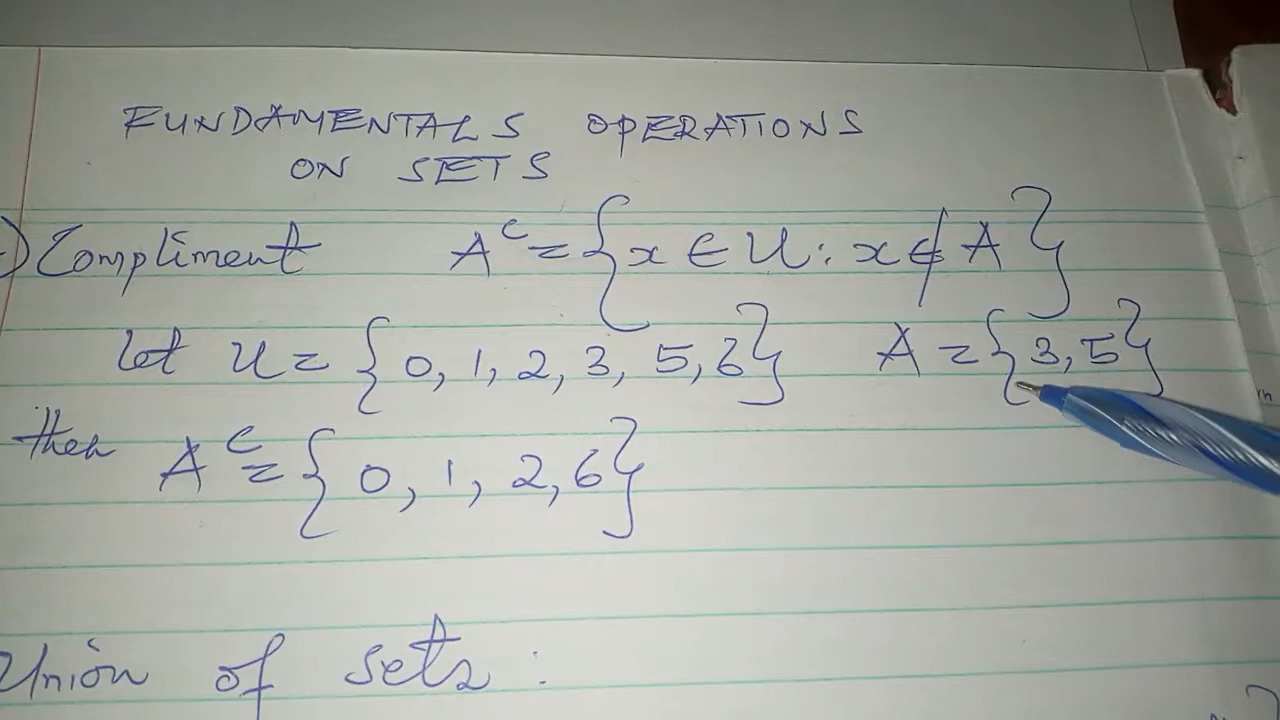 FUNDAMENTALS OPERATIONS
ON SETS
Compliment A^c = {x ∈ U : x ∉ A}
let U = {0, 1, 2, 3, 5, 6} A = {3, 5}
then A^c = {0, 1, 2, 6}
Union of sets :